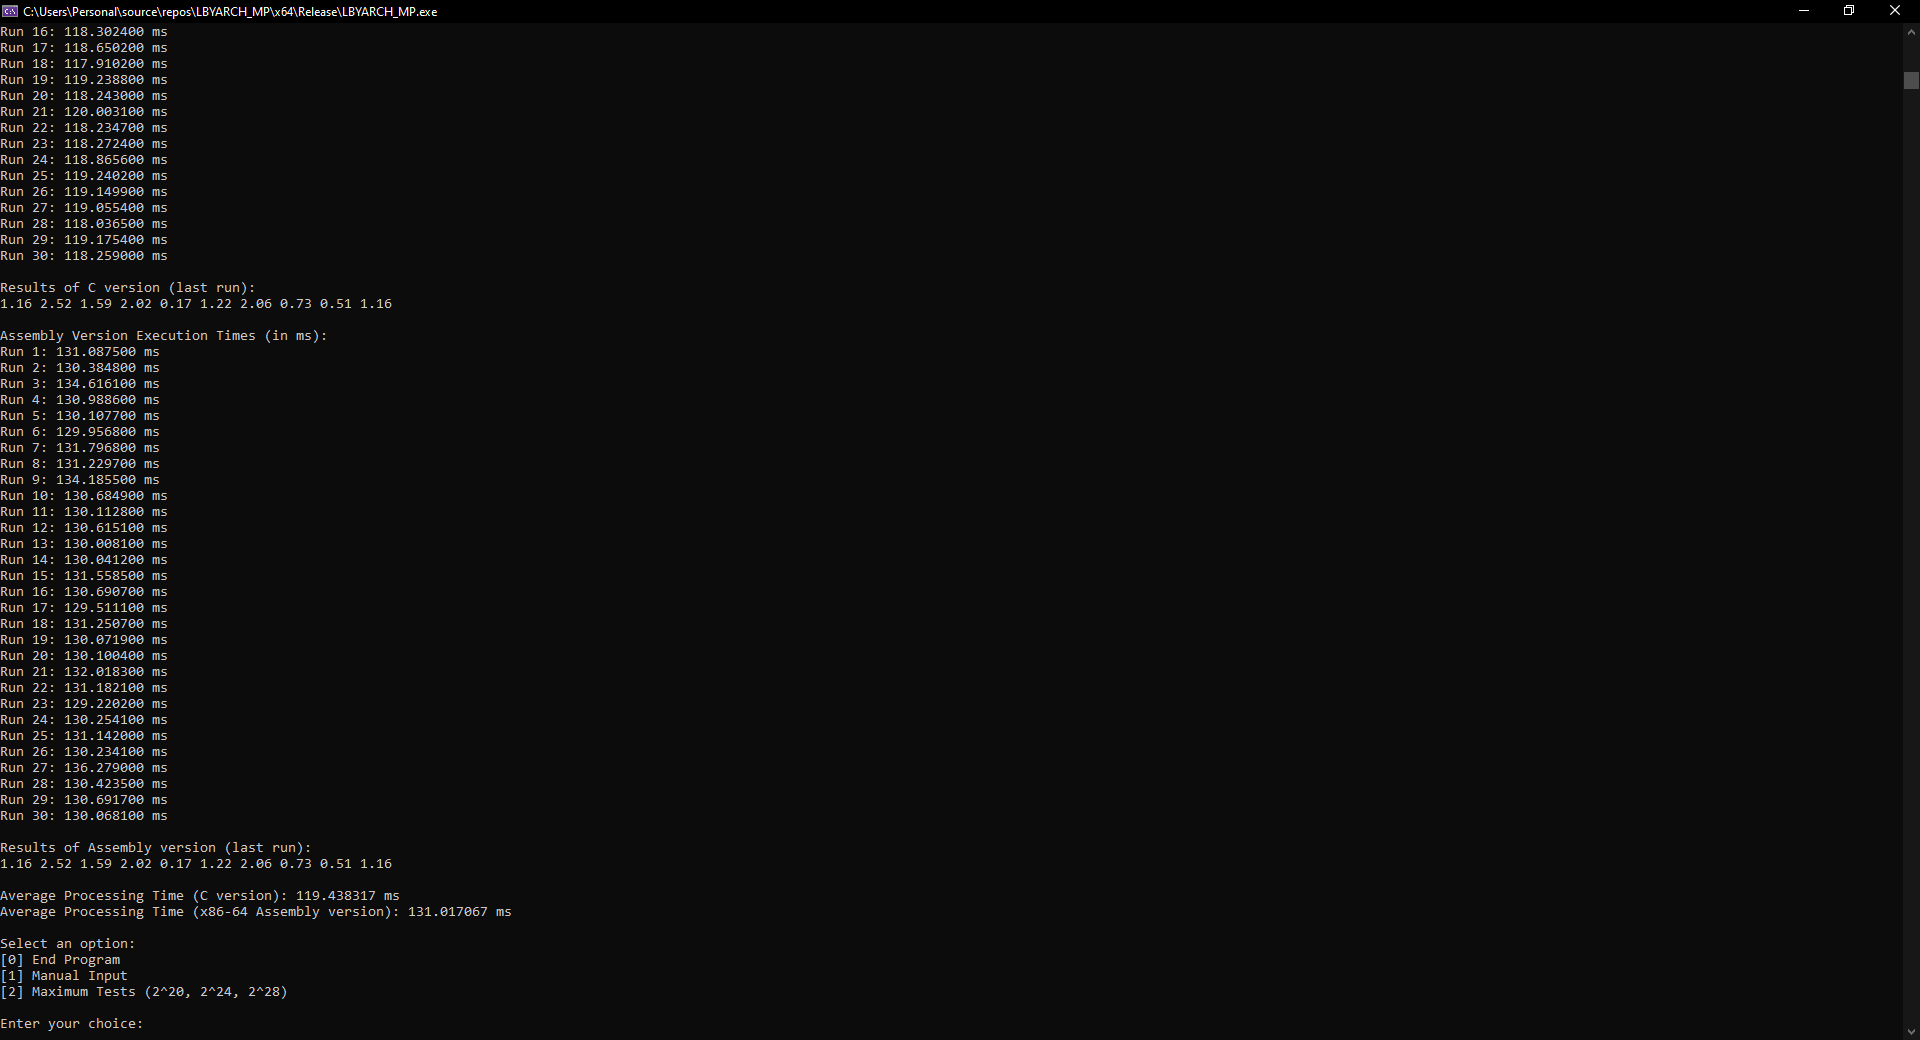 C:\Users\Personal\source\repos\LBYARCH_MP\x64\Release\LBYARCH_MP.exe
Run 16: 118.302400 ms
Run 17: 118.650200 ms
Run 18: 117.910200 ms
Run 19: 119.238800 ms
Run 20: 118.243000 ms
Run 21: 120.003100 ms
Run 22: 118.234700 ms
Run 23: 118.272400 ms
Run 24: 118.865600 ms
Run 25: 119.240200 ms
Run 26: 119.149900 ms
Run 27: 119.055400 ms
Run 28: 118.036500 ms
Run 29: 119.175400 ms
Run 30: 118.259000 ms
Results of C version (last run):
1.16 2.52 1.59 2.02 0.17 1.22 2.06 0.73 0.51 1.16
Assembly Version Execution Times (in ms):
Run 1: 131.087500 ms
Run 2: 130.384800 ms
Run 3: 134.616100 ms
Run 4: 130.988600 ms
Run 5: 130.107700 ms
Run 6: 129.956800 ms
Run 7: 131.796800 ms
Run 8: 131.229700 ms
Run 9: 134.185500 ms
Run 10: 130.684900 ms
Run 11: 130.112800 ms
Run 12: 130.615100 ms
Run 13: 130.008100 ms
Run 14: 130.041200 ms
Run 15: 131.558500 ms
Run 16: 130.690700 ms
Run 17: 129.511100 ms
Run 18: 131.250700 ms
Run 19: 130.071900 ms
Run 20: 130.100400 ms
Run 21: 132.018300 ms
Run 22: 131.182100 ms
Run 23: 129.220200 ms
Run 24: 130.254100 ms
Run 25: 131.142000 ms
Run 26: 130.234100 ms
Run 27: 136.279000 ms
Run 28: 130.423500 ms
Run 29: 130.691700 ms
Run 30: 130.068100 ms
Results of Assembly version (last run):
1.16 2.52 1.59 2.02 0.17 1.22 2.06 0.73 0.51 1.16
Average Processing Time (C version): 119.438317 ms
Average Processing Time (x86-64 Assembly version): 131.017067 ms
Select an option:
[0] End Program
[1] Manual Input
[2] Maximum Tests (2^20, 2^24, 2^28)
Enter your choice: